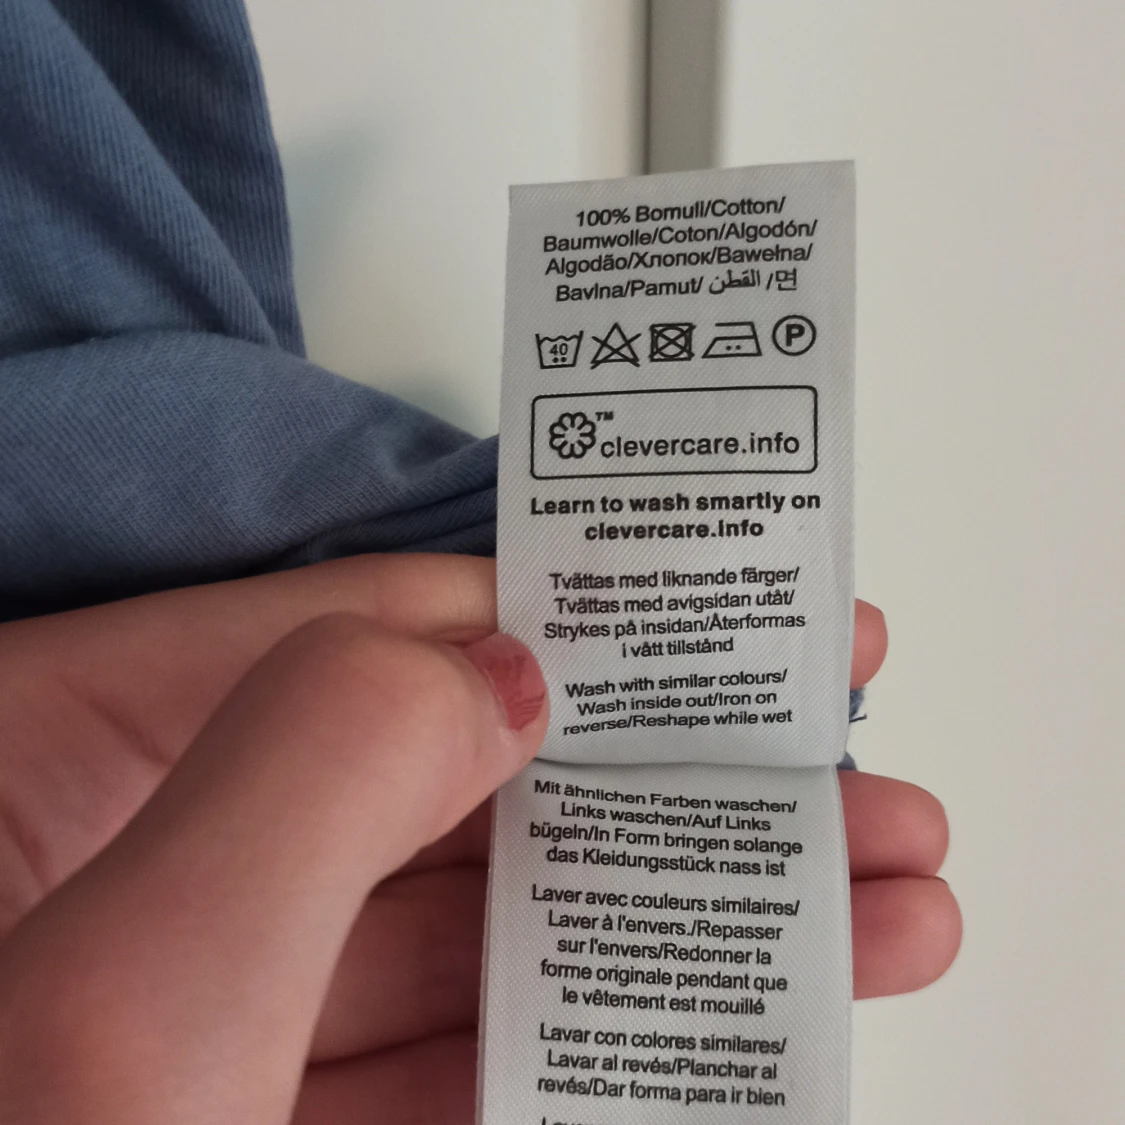 100% Bomull/Cotton/
Baumwolle/Coton/Algodón/
Algodão/Хлопок/Bawełna/
Bavlna/Pamut/ القطن /면
40
P
TM
clevercare.info
Learn to wash smartly on
clevercare.info
Tvättas med liknande färger/
Tvättas med avigsidan utåt/
Strykes på insidan/Återformas
i vått tillstånd
Wash with similar colours/
Wash inside out/Iron on
reverse/Reshape while wet
Mit ähnlichen Farben waschen/
Links waschen/Auf Links
bügeln/In Form bringen solange
das Kleidungsstück nass ist
Laver avec couleurs similaires/
Laver à l'envers./Repasser
sur l'envers/Redonner la
forme originale pendant que
le vêtement est mouillé
Lavar con colores similares/
Lavar al revés/Planchar al
revés/Dar forma para ir bien